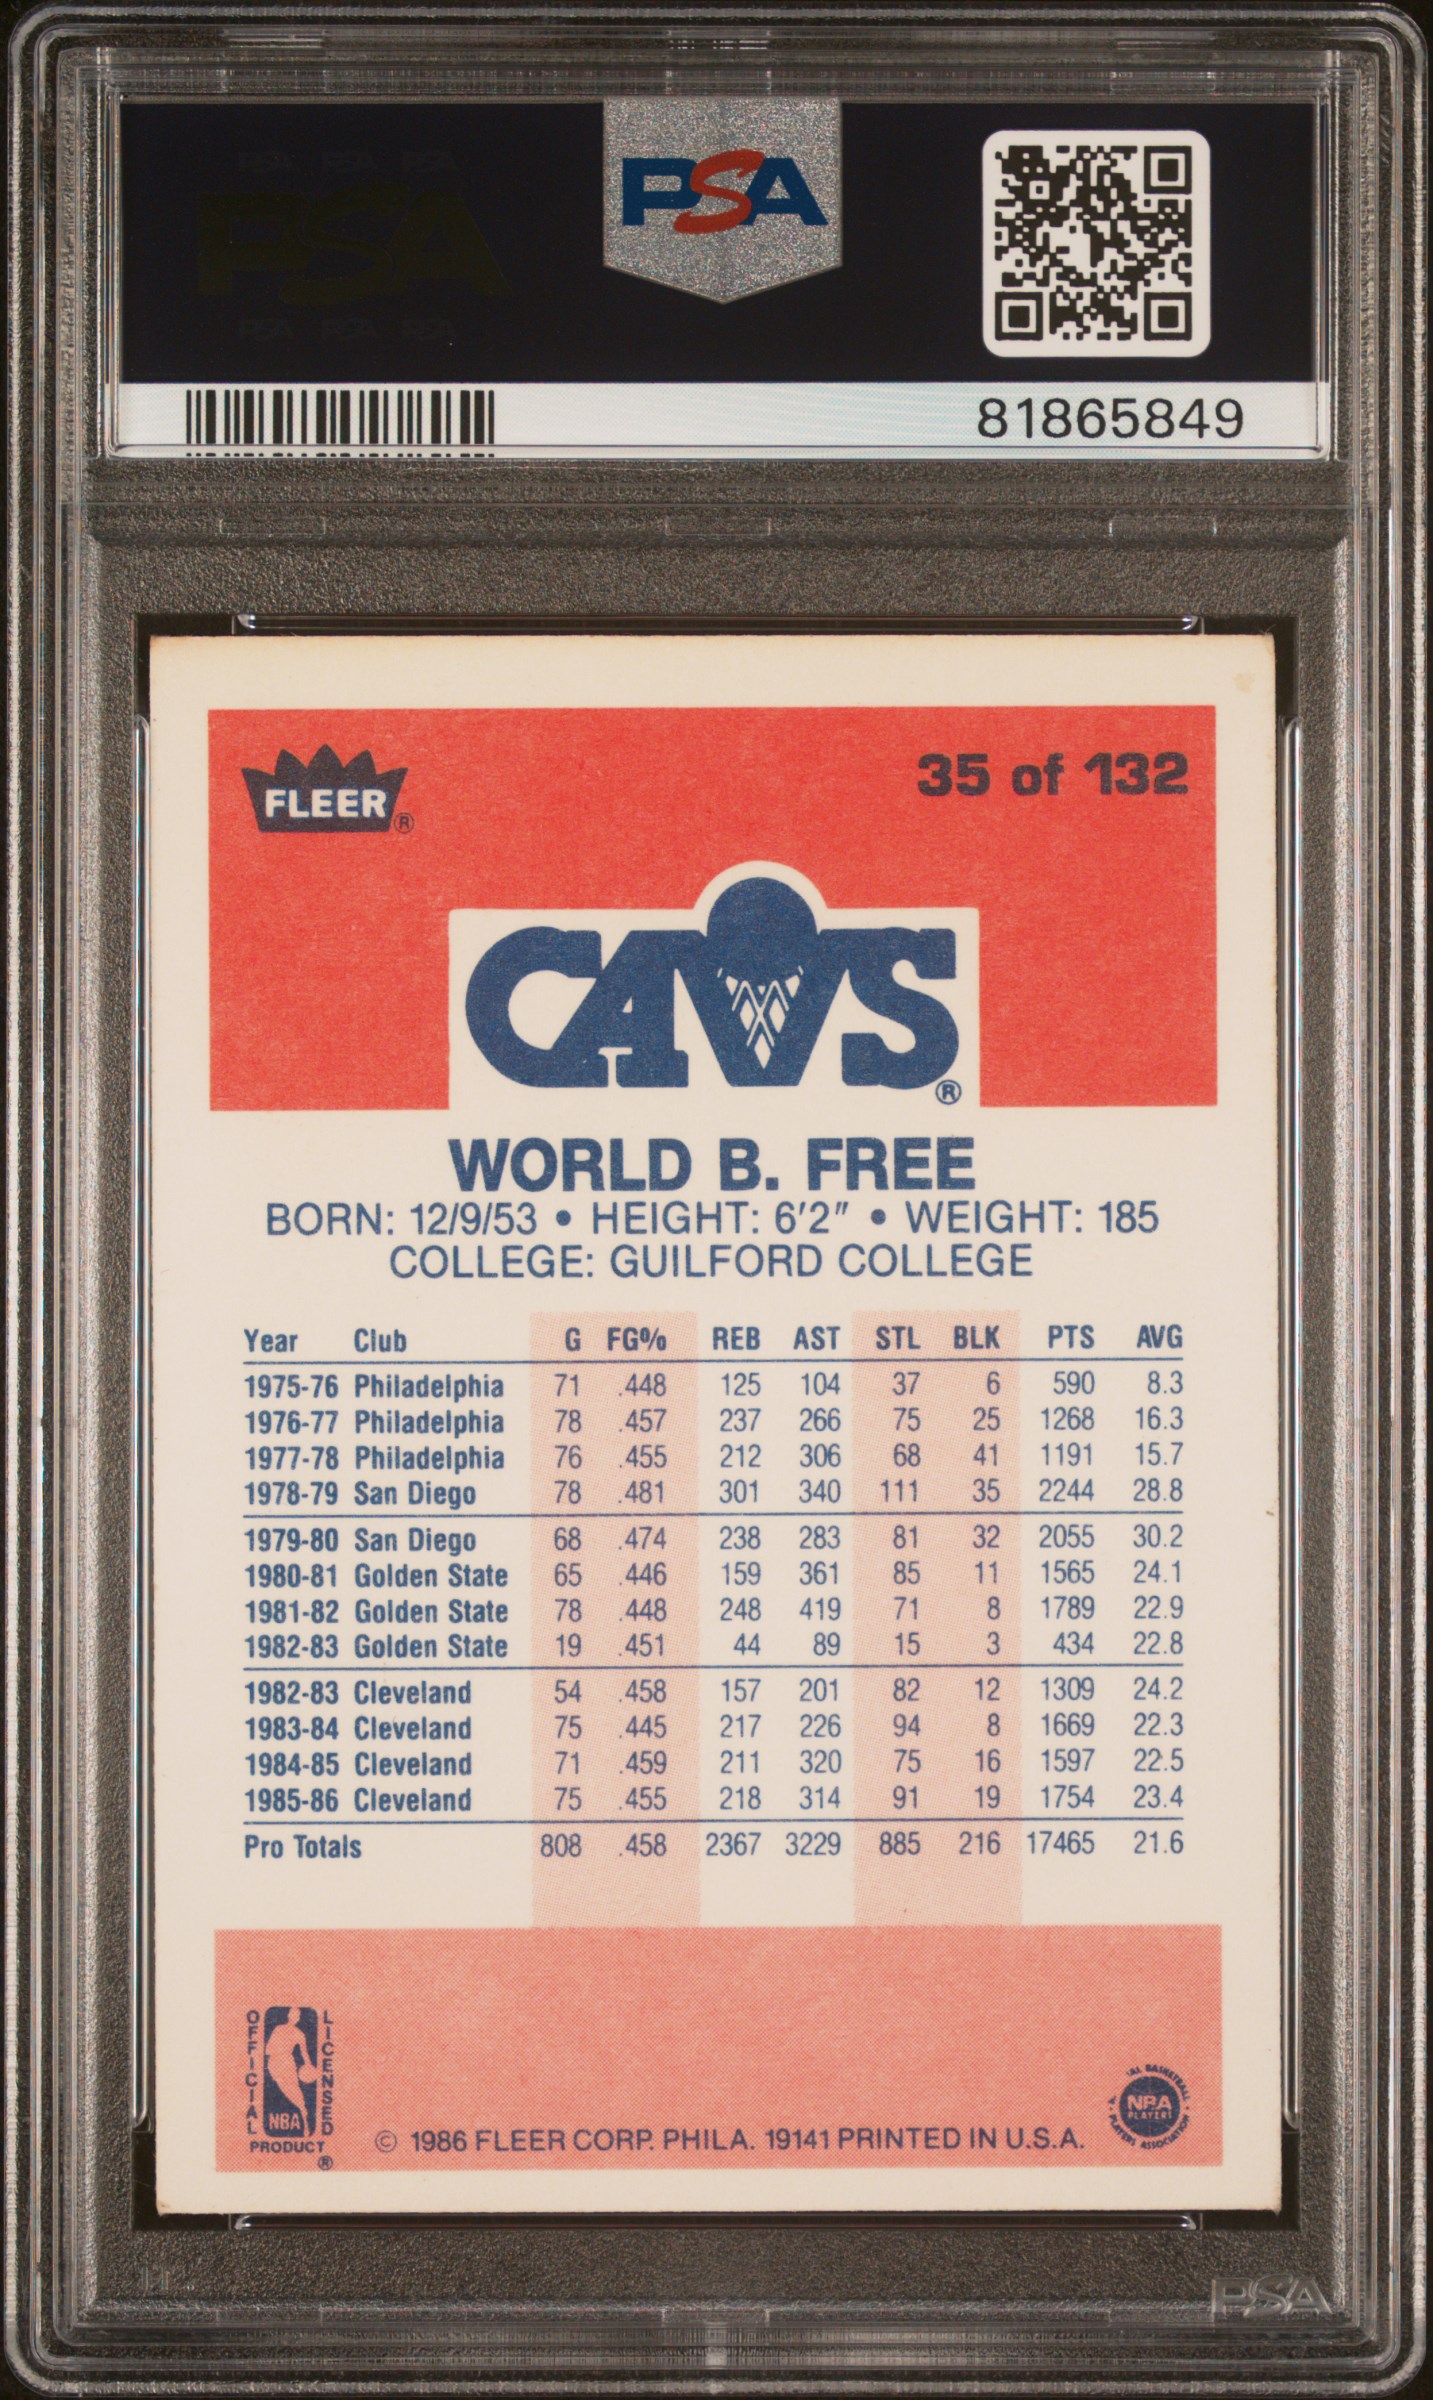 PSA
81865849
FLEER®
35 of 132
CAVS®
WORLD B. FREE
BORN: 12/9/53 • HEIGHT: 6'2" • WEIGHT: 185
COLLEGE: GUILFORD COLLEGE
Year Club G FG% REB AST STL BLK PTS AVG
1975-76 Philadelphia 71 .448 125 104 37 6 590 8.3
1976-77 Philadelphia 78 .457 237 266 75 25 1268 16.3
1977-78 Philadelphia 76 .455 212 306 68 41 1191 15.7
1978-79 San Diego 78 .481 301 340 111 35 2244 28.8
1979-80 San Diego 68 .474 238 283 81 32 2055 30.2
1980-81 Golden State 65 .446 159 361 85 11 1565 24.1
1981-82 Golden State 78 .448 248 419 71 8 1789 22.9
1982-83 Golden State 19 .451 44 89 15 3 434 22.8
1982-83 Cleveland 54 .458 157 201 82 12 1309 24.2
1983-84 Cleveland 75 .445 217 226 94 8 1669 22.3
1984-85 Cleveland 71 .459 211 320 75 16 1597 22.5
1985-86 Cleveland 75 .455 218 314 91 19 1754 23.4
Pro Totals 808 .458 2367 3229 885 216 17465 21.6
OFFICIAL LICENSED
NBA
PRODUCT ®
© 1986 FLEER CORP. PHILA. 19141 PRINTED IN U.S.A.
BASKETBALL
PLAYERS ASSOCIATION
PLAYERS
PSA